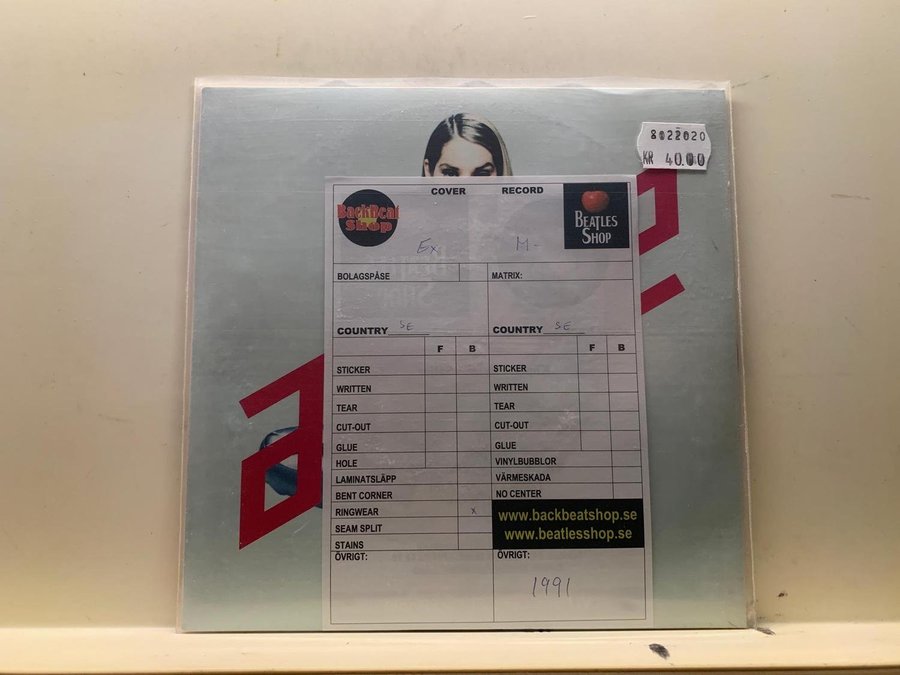 8022020
KR 40.00
COVER RECORD
BackBeat
Shop
BEATLES
SHOP
Ex M-
BOLAGSPÅSE MATRIX:
COUNTRY SE COUNTRY SE
F B F B
STICKER STICKER
WRITTEN WRITTEN
TEAR TEAR
CUT-OUT CUT-OUT
GLUE GLUE
HOLE VINYLBUBBLOR
LAMINATSLÄPP VÄRMESKADA
BENT CORNER NO CENTER
RINGWEAR x
www.backbeatshop.se
SEAM SPLIT
www.beatlesshop.se
STAINS
ÖVRIGT: ÖVRIGT:
1991